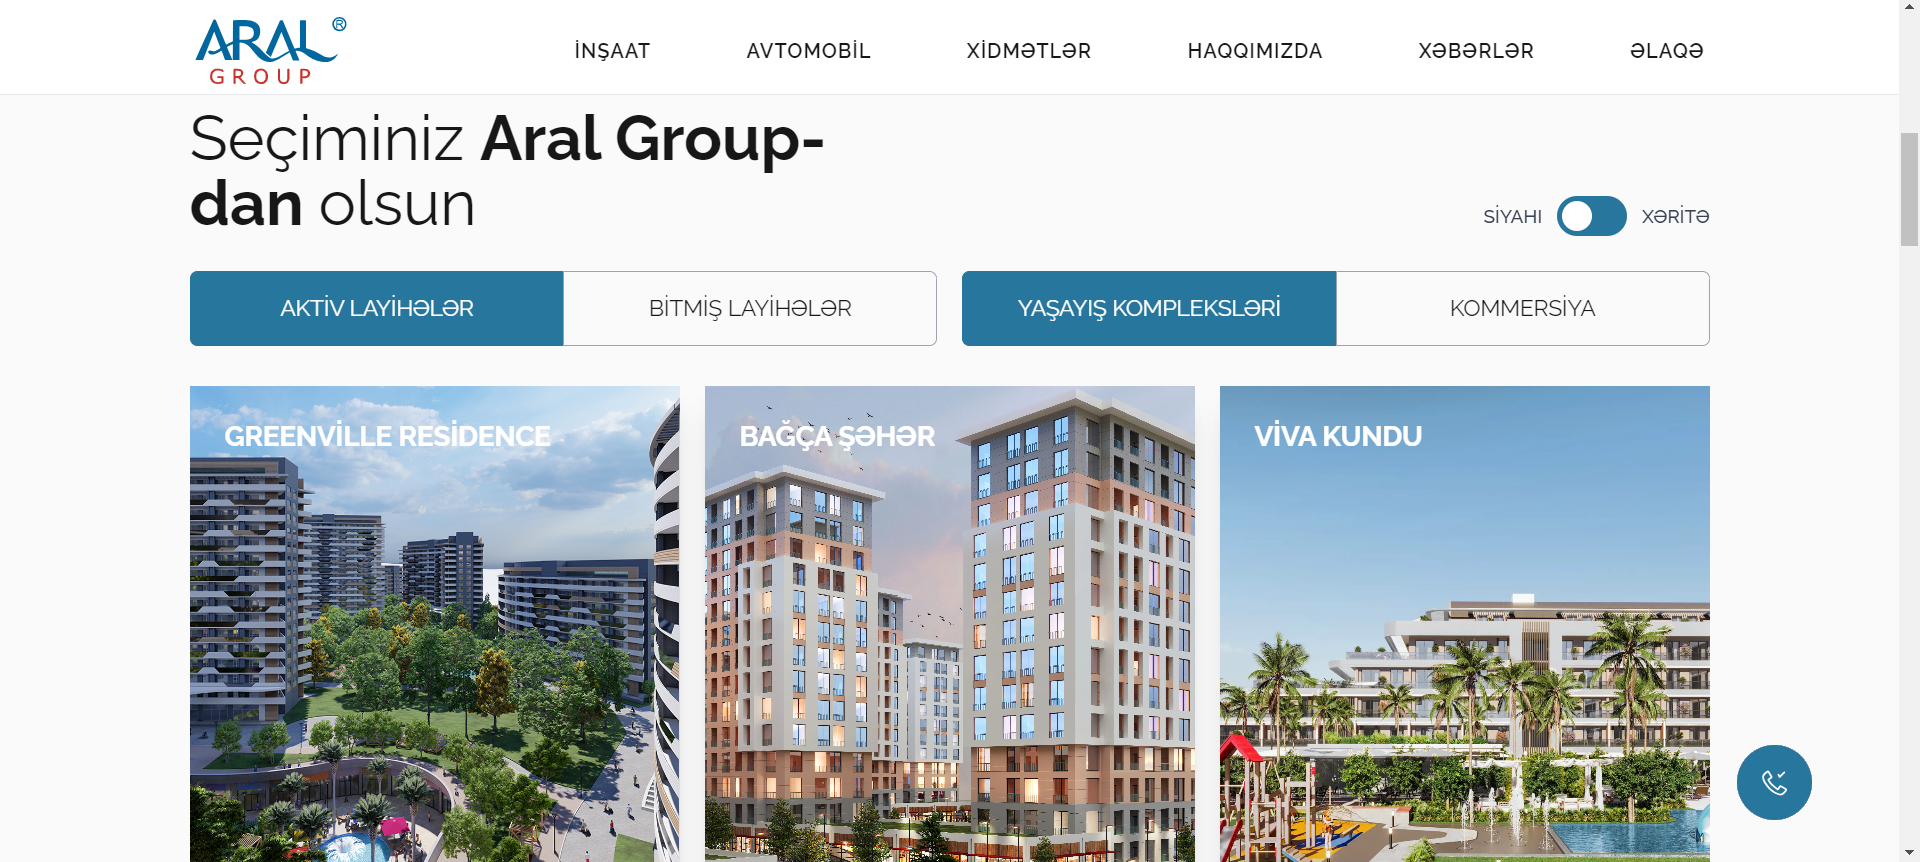 ARAL ®
GROUP
İNŞAAT
AVTOMOBİL
XİDMƏTLƏR
HAQQIMIZDA
XƏBƏRLƏR
ƏLAQƏ
Seçiminiz Aral Group-
dan olsun
SİYAHI
XƏRİTƏ
AKTİV LAYİHƏLƏR
BİTMİŞ LAYİHƏLƏR
YAŞAYIŞ KOMPLEKSLƏRİ
KOMMERSİYA
GREENVİLLE RESİDENCE
BAĞÇA ŞƏHƏR
VİVA KUNDU